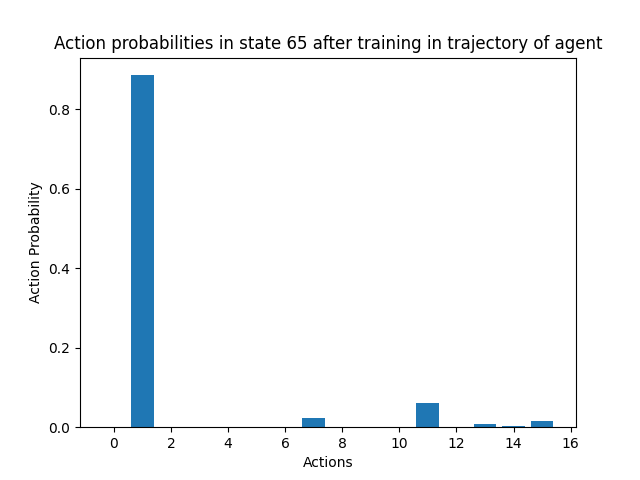 Action probabilities in state 65 after training in trajectory of agent
Action Probability
0.8
0.6
0.4
0.2
0.0
0 2 4 6 8 10 12 14 16
Actions